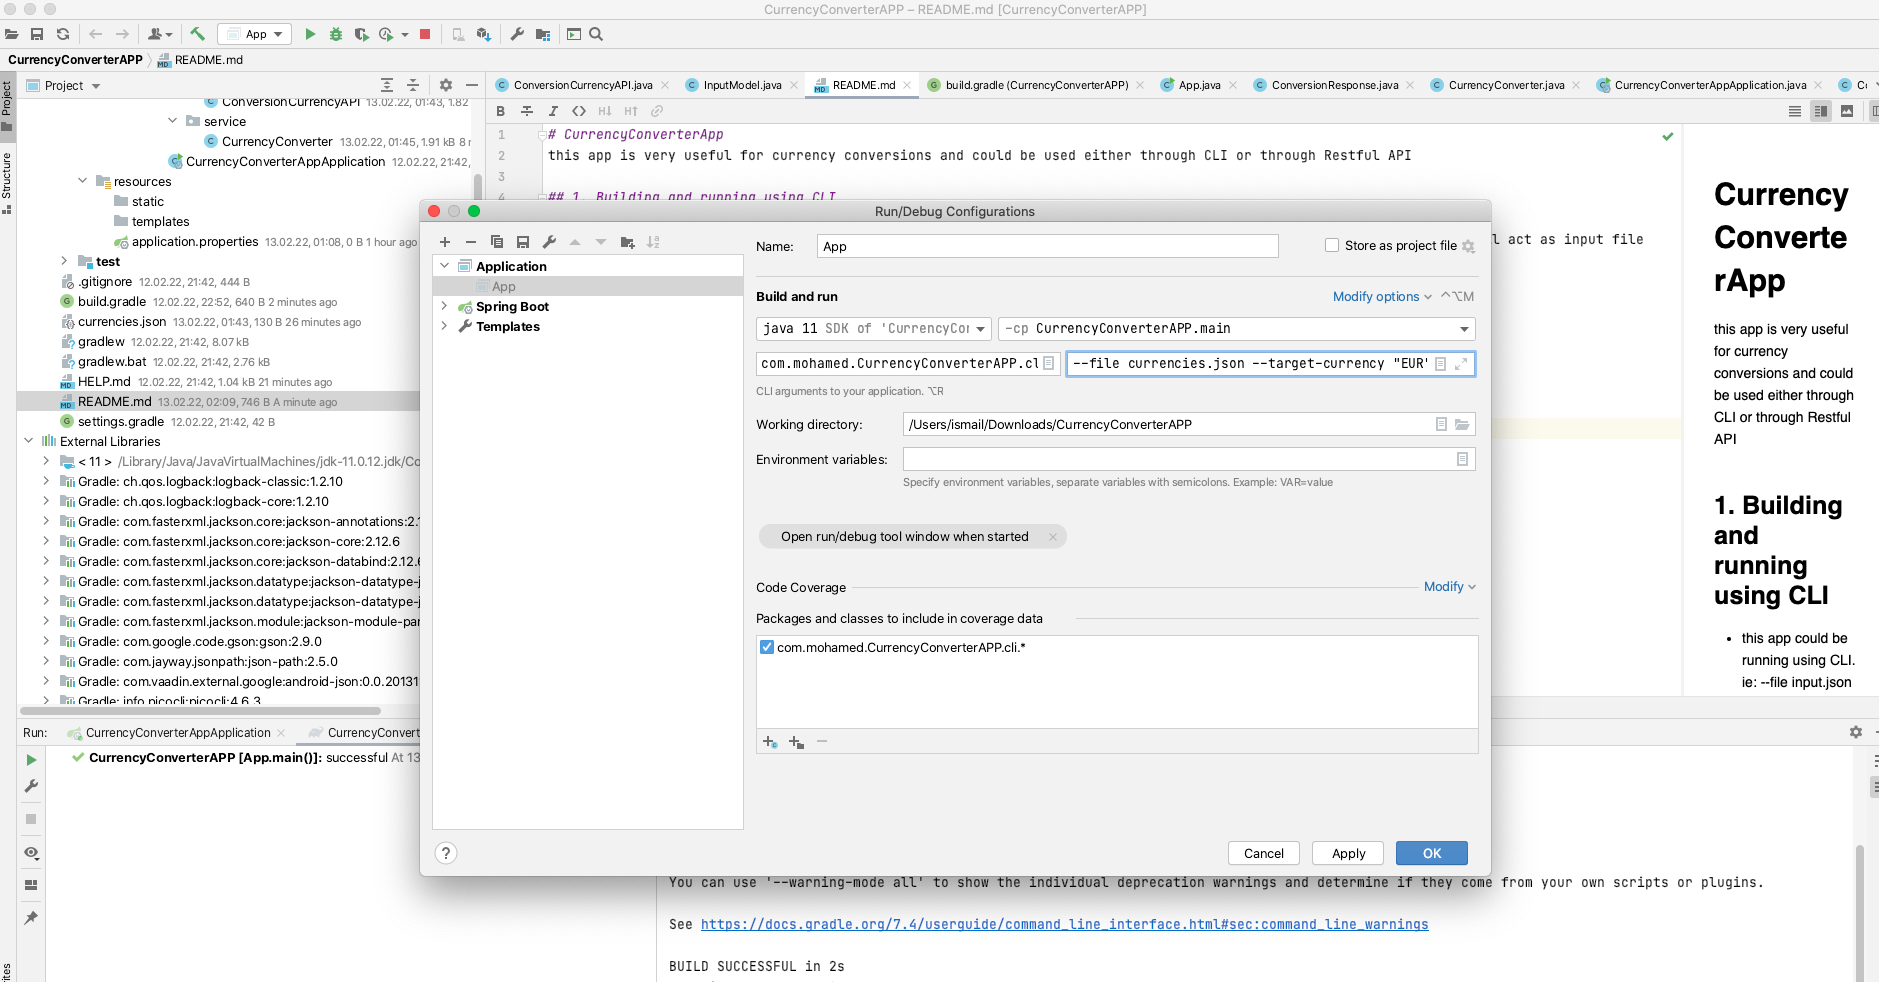 CurrencyConverterAPP – README.md [CurrencyConverterAPP]
App
CurrencyConverterAPP
README.md
Project
Project
Structure
ConversionCurrencyAPI 13.02.22, 01:43, 1.82
service
CurrencyConverter 13.02.22, 01:45, 1.91 kB 8
CurrencyConverterAppApplication 12.02.22, 21:42,
resources
static
templates
application.properties 13.02.22, 01:08, 0 B 1 hour ago
test
.gitignore 12.02.22, 21:42, 444 B
build.gradle 12.02.22, 22:52, 640 B 2 minutes ago
currencies.json 13.02.22, 01:43, 130 B 26 minutes ago
gradlew 12.02.22, 21:42, 8.07 kB
gradlew.bat 12.02.22, 21:42, 2.76 kB
HELP.md 12.02.22, 21:42, 1.04 kB 21 minutes ago
README.md 13.02.22, 02:09, 746 B A minute ago
settings.gradle 12.02.22, 21:42, 42 B
External Libraries
< 11 > /Library/Java/JavaVirtualMachines/jdk-11.0.12.jdk/Co
Gradle: ch.qos.logback:logback-classic:1.2.10
Gradle: ch.qos.logback:logback-core:1.2.10
Gradle: com.fasterxml.jackson.core:jackson-annotations:2.1
Gradle: com.fasterxml.jackson.core:jackson-core:2.12.6
Gradle: com.fasterxml.jackson.core:jackson-databind:2.12.6
Gradle: com.fasterxml.jackson.datatype:jackson-datatype-j
Gradle: com.fasterxml.jackson.datatype:jackson-datatype-j
Gradle: com.fasterxml.jackson.module:jackson-module-par
Gradle: com.google.code.gson:gson:2.9.0
Gradle: com.jayway.jsonpath:json-path:2.5.0
Gradle: com.vaadin.external.google:android-json:0.0.20131
Gradle: info.picocli:picocli:4.6.3
ConversionCurrencyAPI.java
InputModel.java
README.md
build.gradle (CurrencyConverterAPP)
App.java
ConversionResponse.java
CurrencyConverter.java
CurrencyConverterAppApplication.java
Co
B I <> H↓ H↑
1 # CurrencyConverterApp
2 this app is very useful for currency conversions and could be used either through CLI or through Restful API
3
4 ## 1. Building and running using CLI
l act as input file
Currency
Converte
rApp
this app is very useful
for currency
conversions and could
be used either through
CLI or through Restful
API
1. Building
and
running
using CLI
• this app could be
running using CLI.
ie: --file input.json
Run/Debug Configurations
Application
App
Spring Boot
Templates
Name:
App
Store as project file
Build and run
Modify options ⌃⌥M
java 11 SDK of 'CurrencyCo
-cp CurrencyConverterAPP.main
com.mohamed.CurrencyConverterAPP.cl
--file currencies.json --target-currency "EUR"
CLI arguments to your application. ⌥R
Working directory:
/Users/ismail/Downloads/CurrencyConverterAPP
Environment variables:
Specify environment variables, separate variables with semicolons. Example: VAR=value
Open run/debug tool window when started
Code Coverage
Modify
Packages and classes to include in coverage data
com.mohamed.CurrencyConverterAPP.cli.*
?
Cancel
Apply
OK
Run:
CurrencyConverterAppApplication
CurrencyConvert
CurrencyConverterAPP [App.main()]: successful At 13
You can use '--warning-mode all' to show the individual deprecation warnings and determine if they come from your own scripts or plugins.
See https://docs.gradle.org/7.4/userguide/command_line_interface.html#sec:command_line_warnings
BUILD SUCCESSFUL in 2s